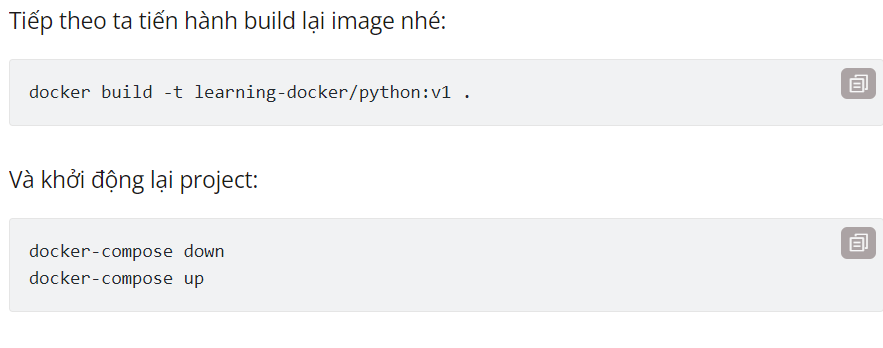 Tiếp theo ta tiến hành build lại image nhé:
docker build -t learning-docker/python:v1 .
Và khởi động lại project:
docker-compose down
docker-compose up